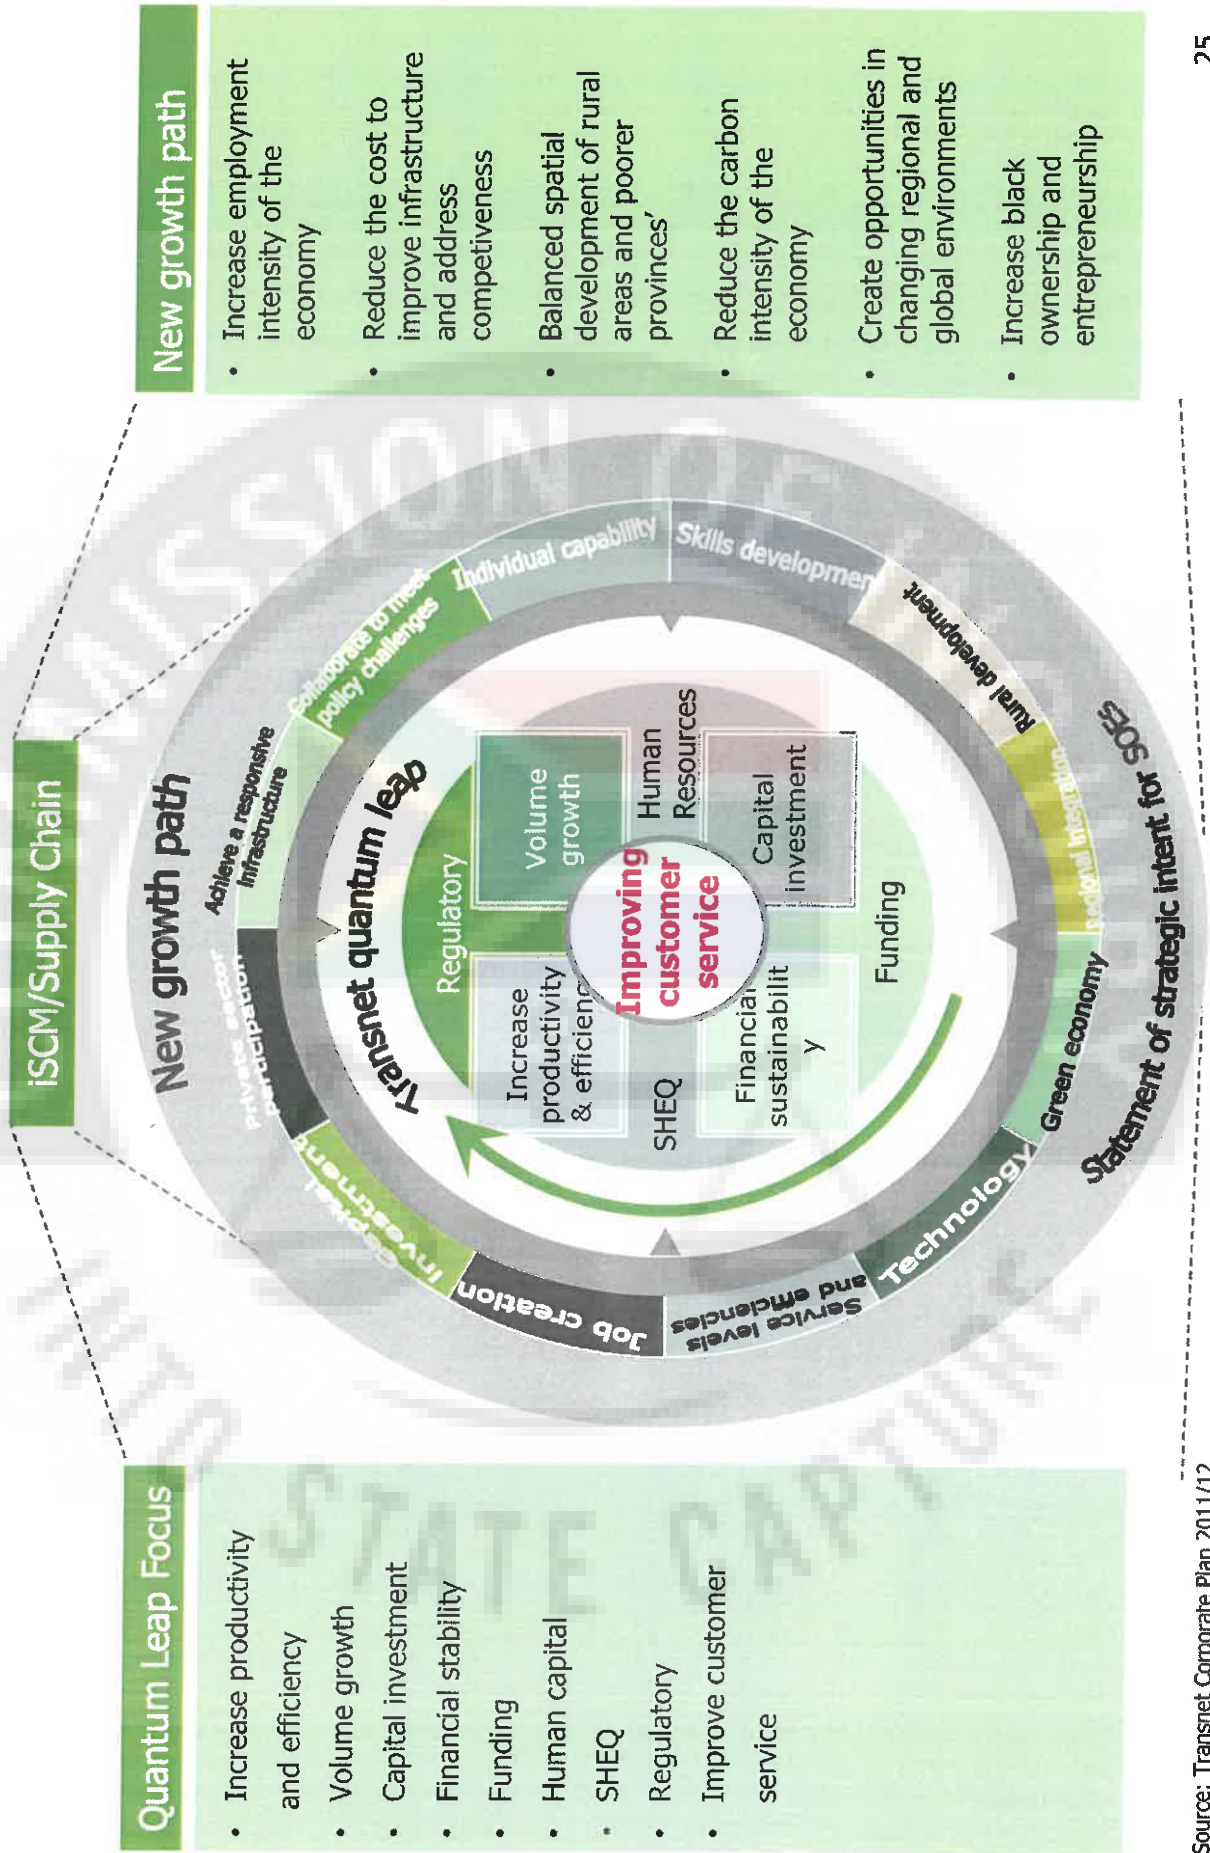 iSCM/Supply Chain
Quantum Leap Focus
• Increase productivity
and efficiency
• Volume growth
• Capital investment
• Financial stability
• Funding
• Human capital
• SHEQ
• Regulatory
• Improve customer
service
New growth path
Achieve a responsive
Infrastructure
Collaborate to meet
policy challenges
Individual capability
Skills development
Rural development
Regional Integration
Green economy
Technology
Service levels
and efficiencies
Job creation
Capital
investment
Private sector
participation
Statement of strategic intent for SOEs
Transnet quantum leap
Regulatory
Increase
productivity
& efficienc
Volume
growth
SHEQ
Improving
customer
service
Human
Resources
Financial
sustainabilit
y
Capital
investment
Funding
New growth path
• Increase employment
intensity of the
economy
• Reduce the cost to
improve infrastructure
and address
competiveness
• Balanced spatial
development of rural
areas and poorer
provinces'
• Reduce the carbon
intensity of the
economy
• Create opportunities in
changing regional and
global environments
• Increase black
ownership and
entrepreneurship
Source: Transnet Corporate Plan 2011/12
25
STATE CAPTURE